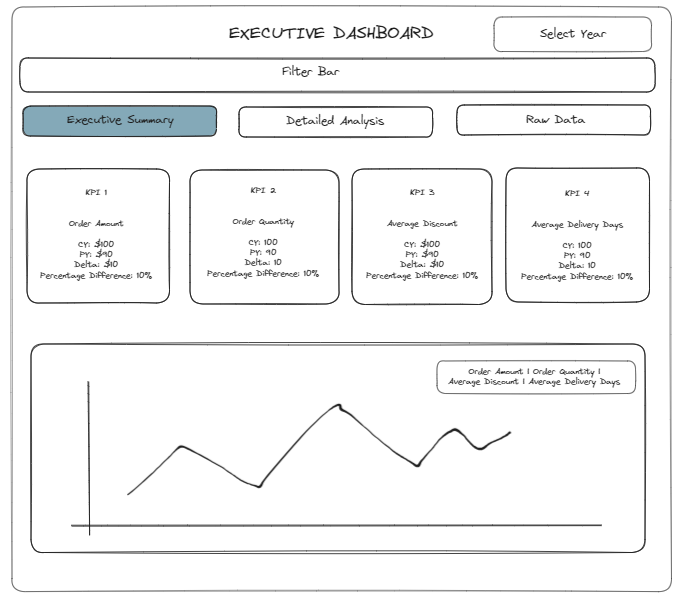 EXECUTIVE DASHBOARD
Select Year
Filter Bar
Executive Summary
Detailed Analysis
Raw Data
KPI 1
Order Amount
CY: $100
PY: $90
Delta: $10
Percentage Difference: 10%
KPI 2
Order Quantity
CY: 100
PY: 90
Delta: 10
Percentage Difference: 10%
KPI 3
Average Discount
CY: $100
PY: $90
Delta: $10
Percentage Difference: 10%
KPI 4
Average Delivery Days
CY: 100
PY: 90
Delta: 10
Percentage Difference: 10%
Order Amount | Order Quantity |
Average Discount | Average Delivery Days